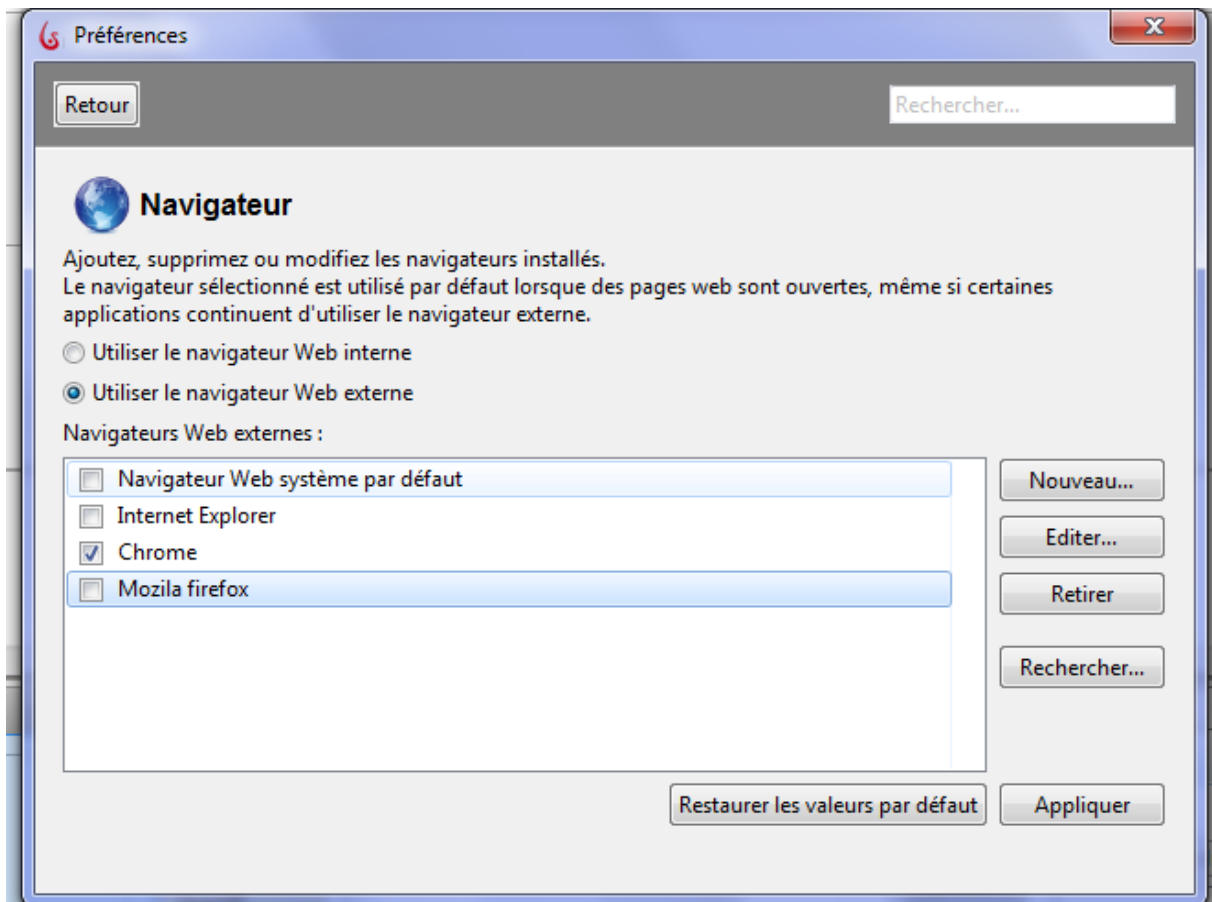 Préférences
Retour
Rechercher...
Navigateur
Ajoutez, supprimez ou modifiez les navigateurs installés.
Le navigateur sélectionné est utilisé par défaut lorsque des pages web sont ouvertes, même si certaines
applications continuent d'utiliser le navigateur externe.
Utiliser le navigateur Web interne
Utiliser le navigateur Web externe
Navigateurs Web externes :
Navigateur Web système par défaut
Internet Explorer
Chrome
Mozila firefox
Nouveau...
Editer...
Retirer
Rechercher...
Restaurer les valeurs par défaut
Appliquer